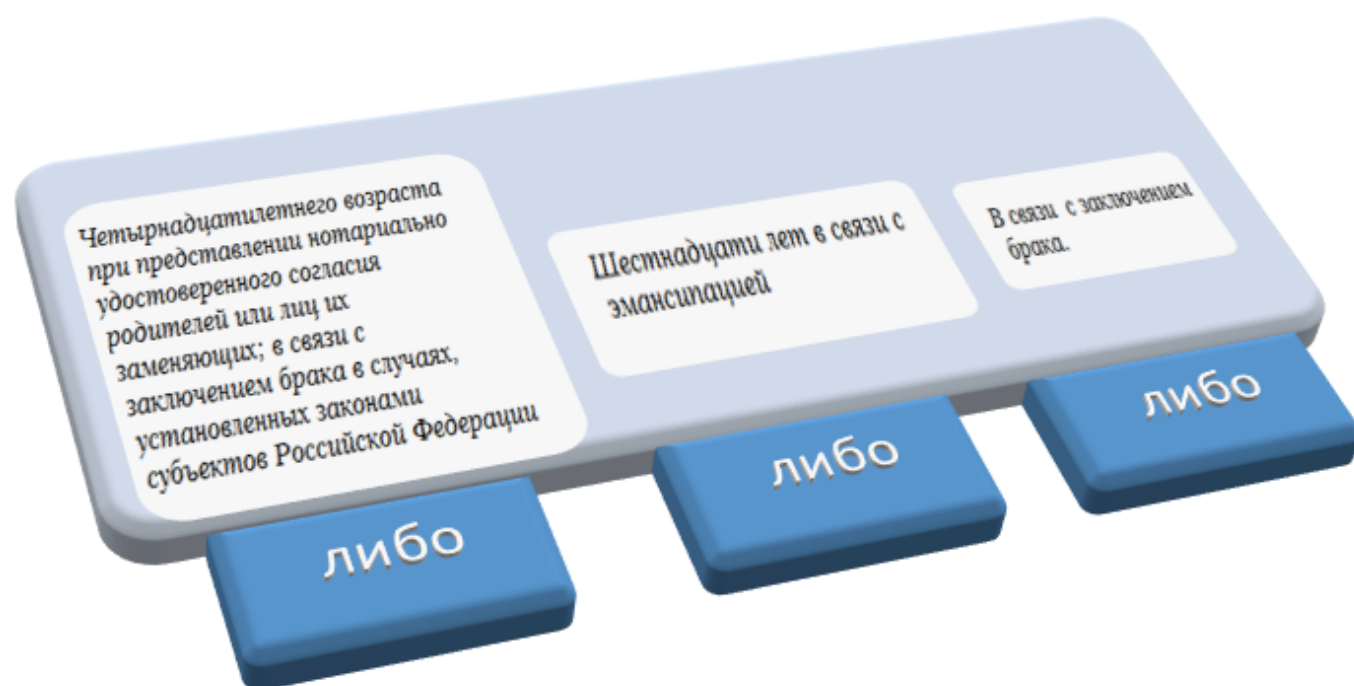 Четырнадцатилетнего возраста
при представлении нотариально
удостоверенного согласия
родителей или лиц их
заменяющих; в связи с
заключением брака в случаях,
установленных законами
субъектов Российской Федерации
Шестнадцати лет в связи с
эмансипацией
В связи с заключением
брака.
либо
либо
либо